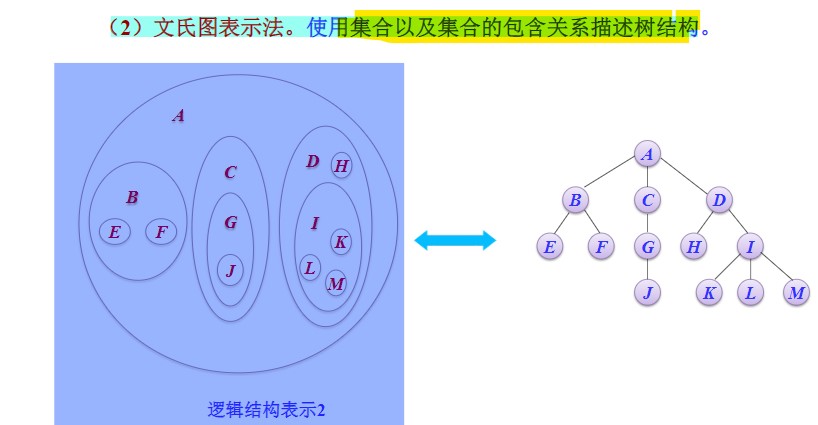 （2）文氏图表示法。使用集合以及集合的包含关系描述树结构。
A
B
E F
C
G
J
D H
I
K
L
M
逻辑结构表示2
A
B C D
E F G H I
J K L M